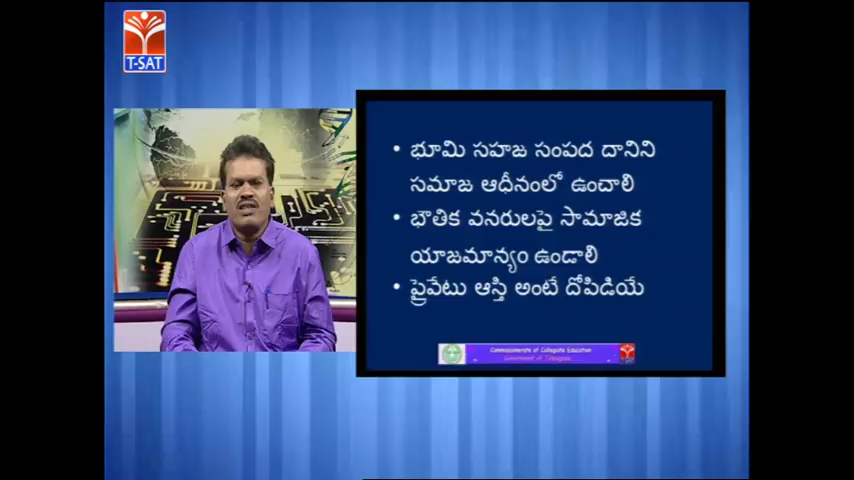 T-SAT
• భూమి సహజ సంపద దానిని
సమాజ ఆధీనంలో ఉంచాలి
• భౌతిక వనరులపై సామాజిక
యాజమాన్యం ఉండాలి
• ప్రైవేటు ఆస్తి అంటే దోపిడియే
Commissionerate of Collegiate Education
Government of Telangana